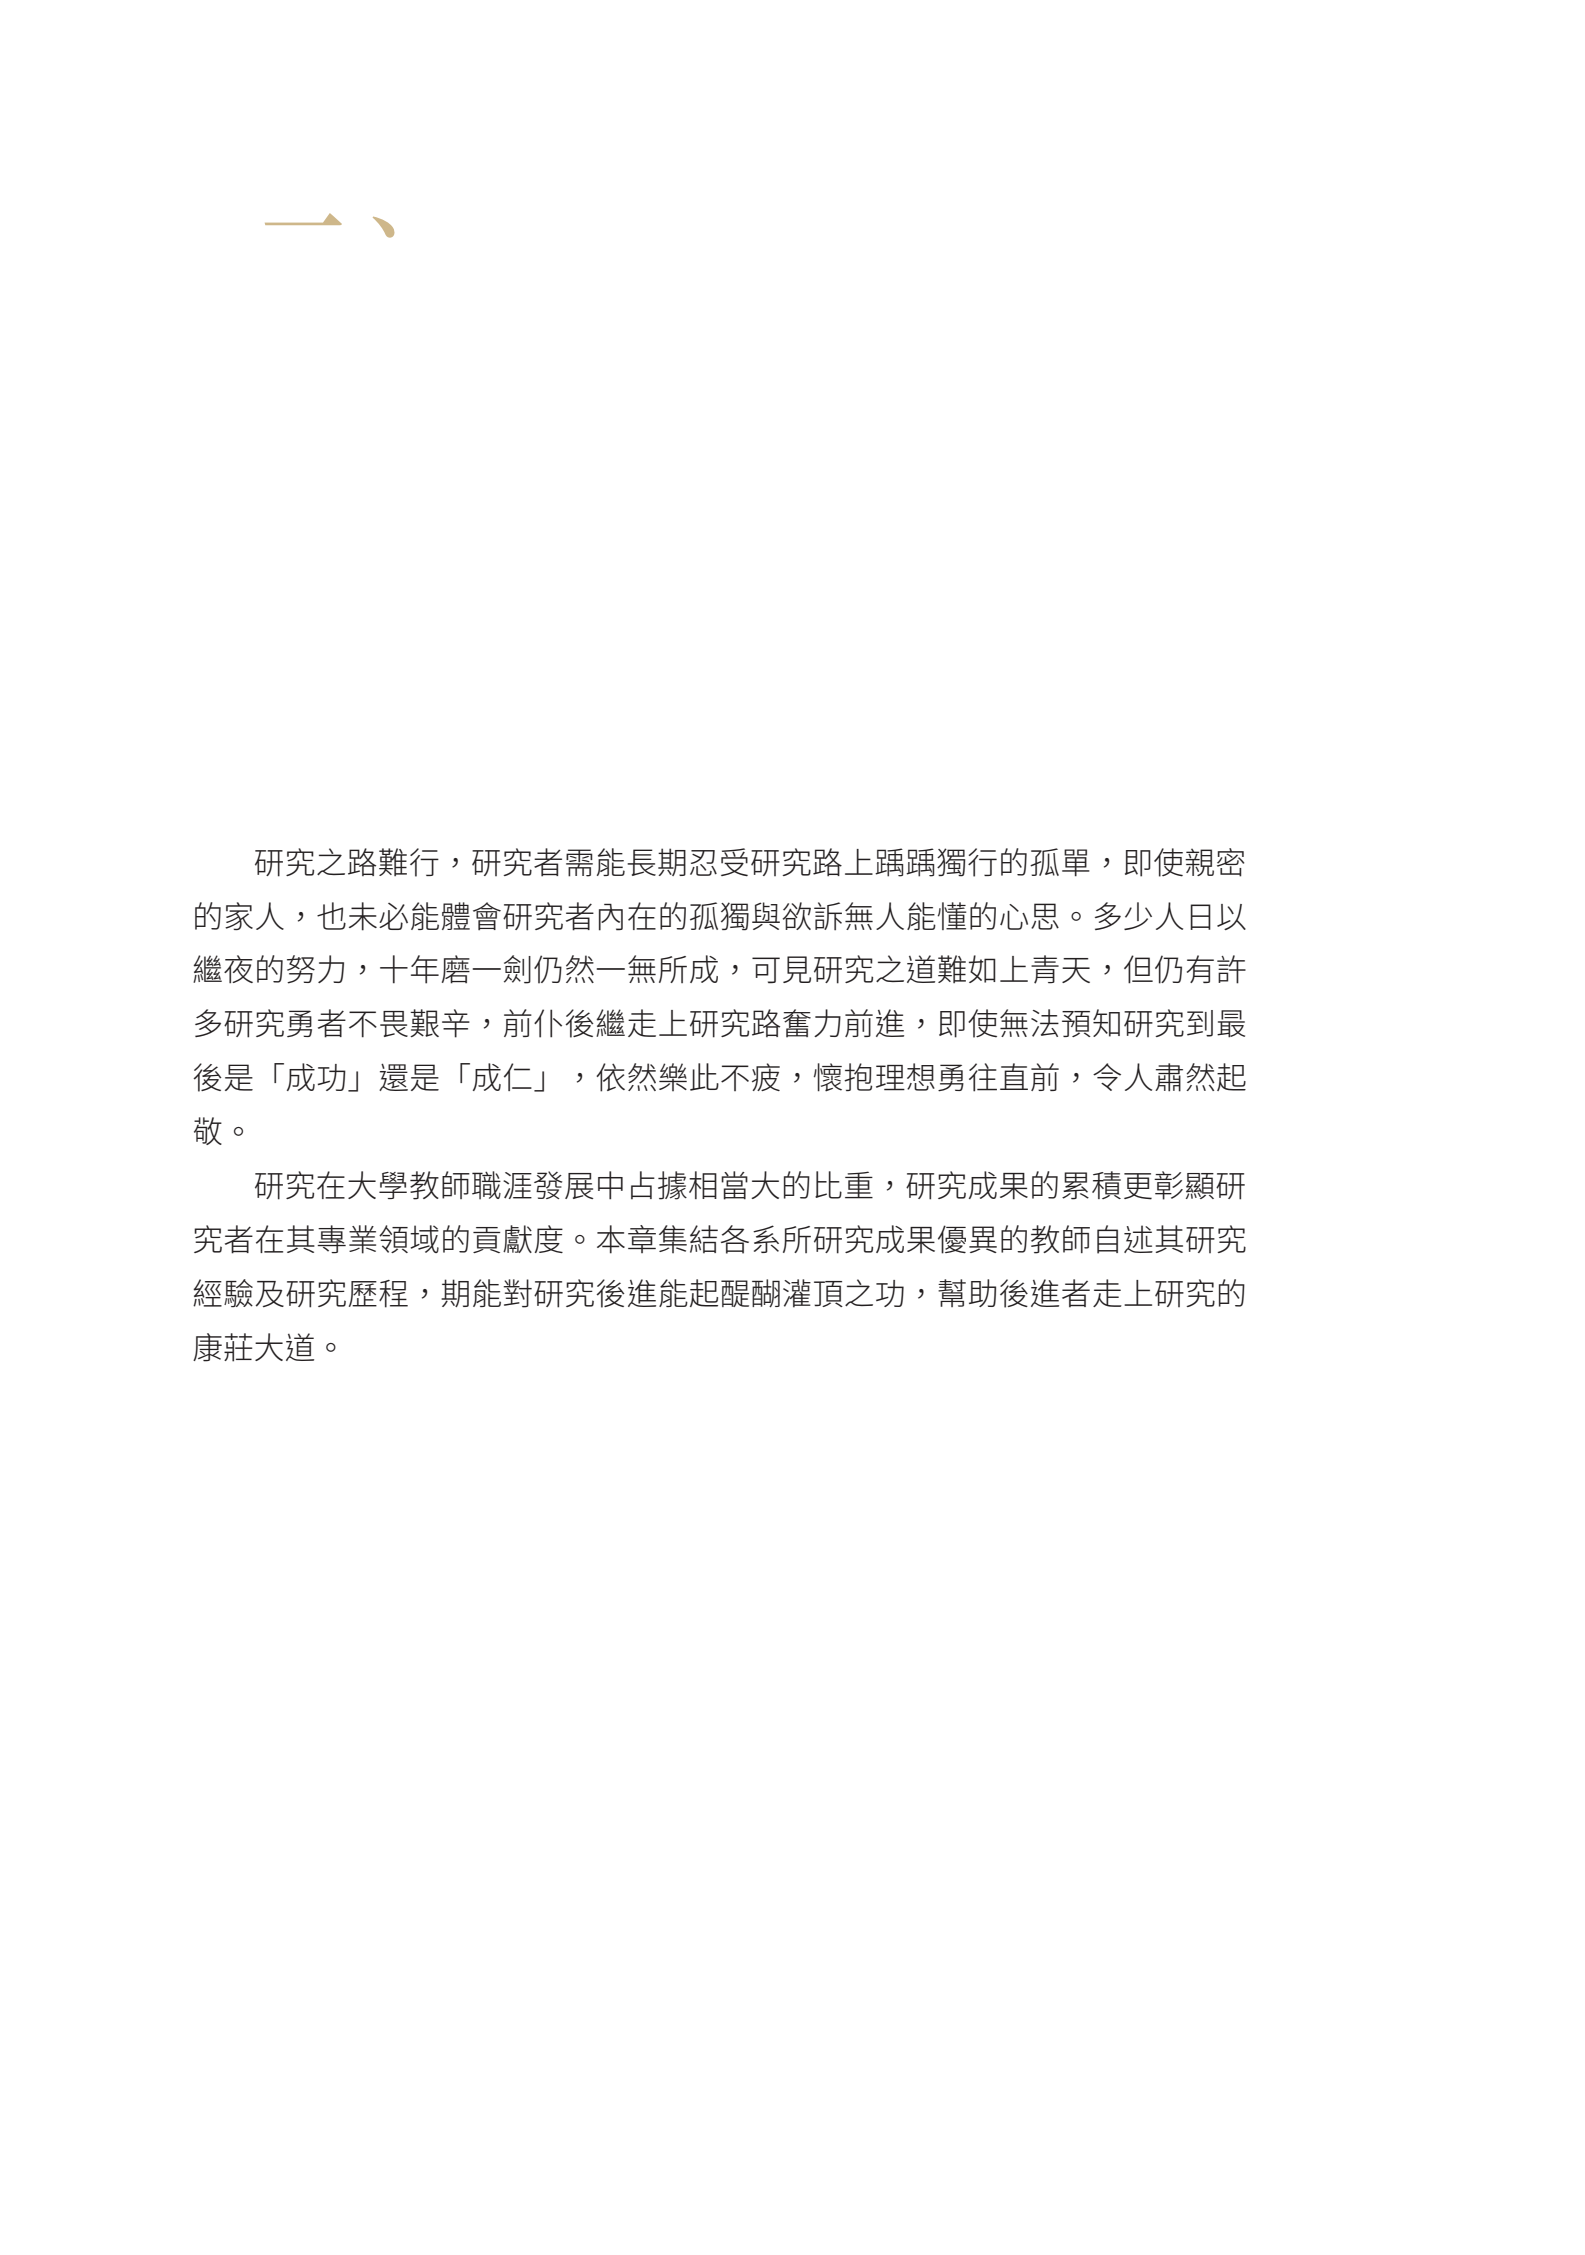 一、
研究之路難行，研究者需能長期忍受研究路上踽踽獨行的孤單，即使親密
的家人，也未必能體會研究者內在的孤獨與欲訴無人能懂的心思。多少人日以
繼夜的努力，十年磨一劍仍然一無所成，可見研究之道難如上青天，但仍有許
多研究勇者不畏艱辛，前仆後繼走上研究路奮力前進，即使無法預知研究到最
後是「成功」還是「成仁」，依然樂此不疲，懷抱理想勇往直前，令人肅然起
敬。
研究在大學教師職涯發展中占據相當大的比重，研究成果的累積更彰顯研
究者在其專業領域的貢獻度。本章集結各系所研究成果優異的教師自述其研究
經驗及研究歷程，期能對研究後進能起醍醐灌頂之功，幫助後進者走上研究的
康莊大道。